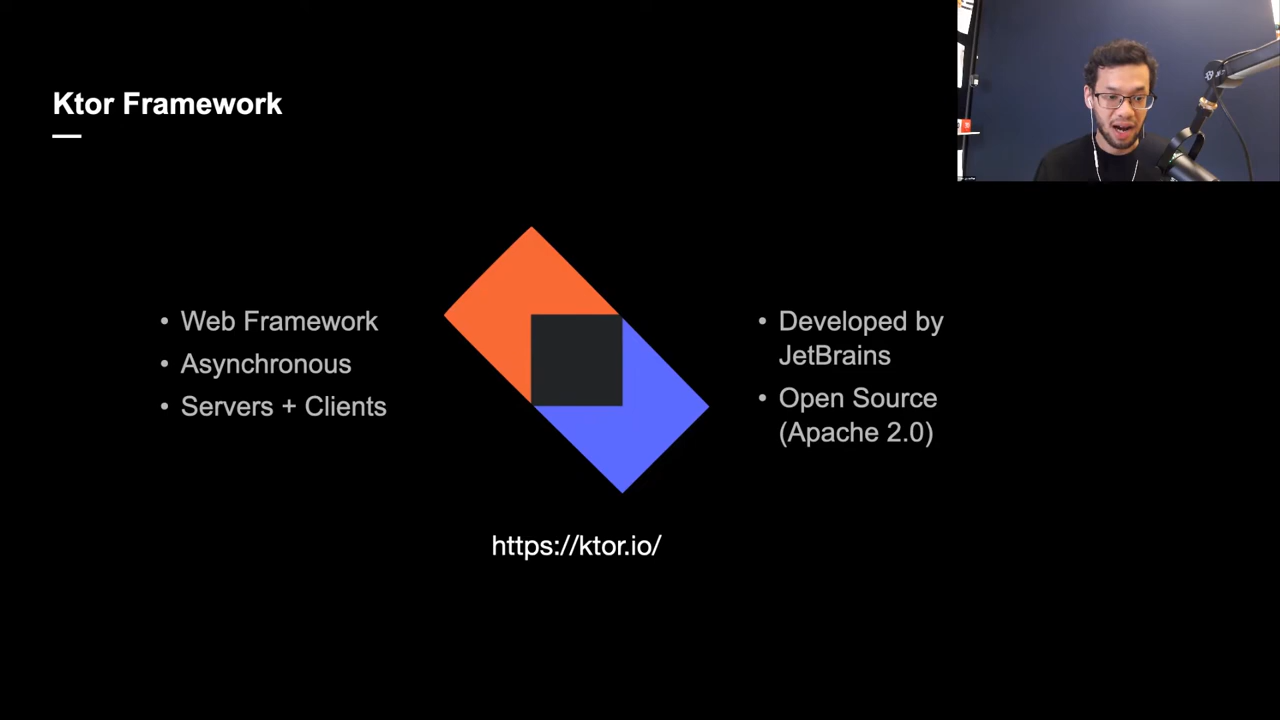 Ktor Framework
• Web Framework
• Asynchronous
• Servers + Clients
• Developed by
JetBrains
• Open Source
(Apache 2.0)
https://ktor.io/